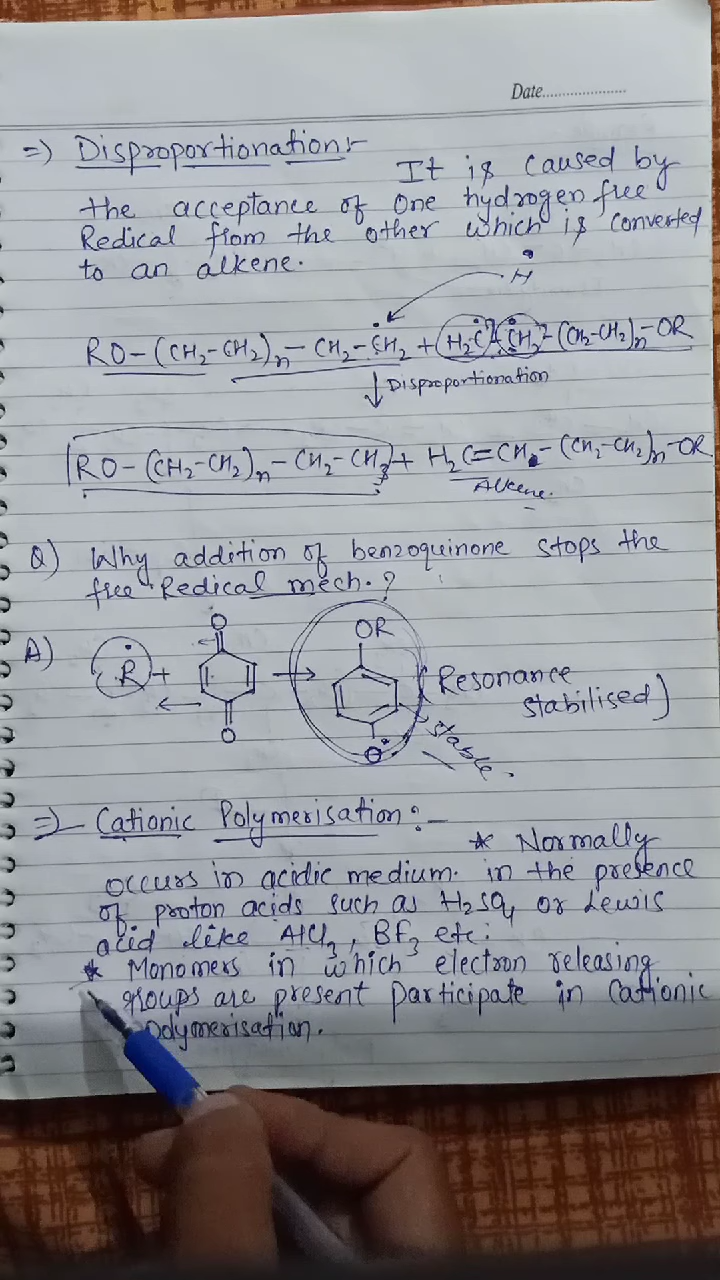 Date....................
=) Disproportionation:-
It is caused by
the acceptance of One hydrogen free
Redical from the other which is converted
to an alkene.
H
RO-(CH2-CH2)n-CH2-CH2 + H2C-CH2-(CH2-CH2)n-OR
↓ Disproportionation
RO-(CH2-CH2)n-CH2-CH3 + H2C=CH-(CH2-CH2)n-OR
Alkene.
Q) Why addition of benzoquinone stops the
free Redical mech.?
A) R + O O → OR O (Resonance
stabilised)
stable.
=) Cationic Polymerisation:-
* Normally
occurs in acidic medium. in the presence
of proton acids such as H2SO4 or Lewis
acid like AlCl3, BF3 etc:
* Monomers in which electron releasing
groups are present participate in Cationic
polymerisation.